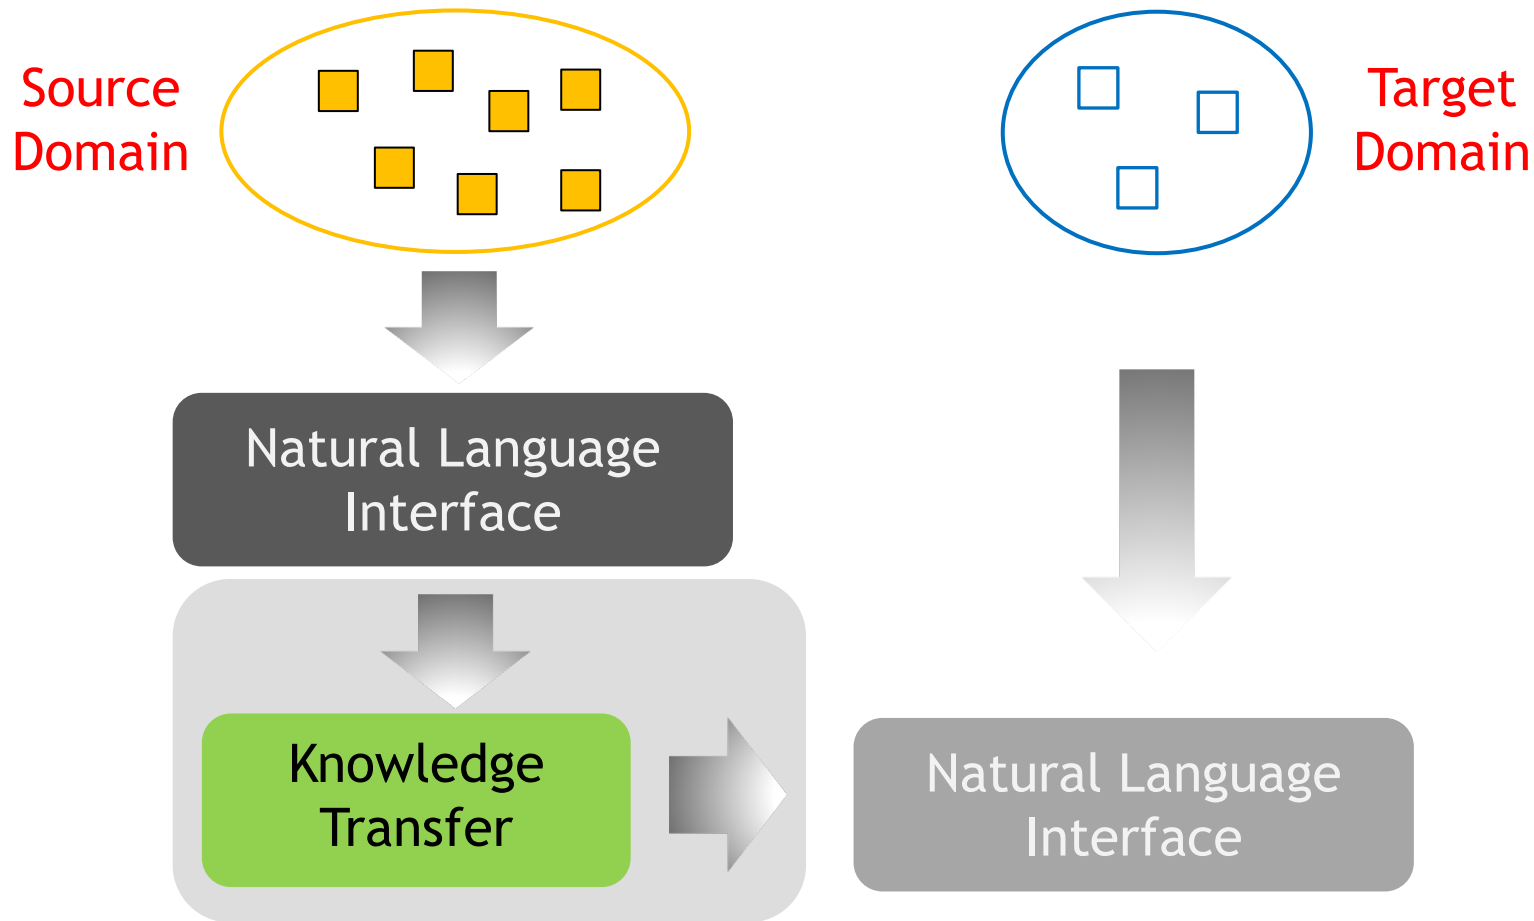 Source
Domain
Target
Domain
Natural Language
Interface
Knowledge
Transfer
Natural Language
Interface